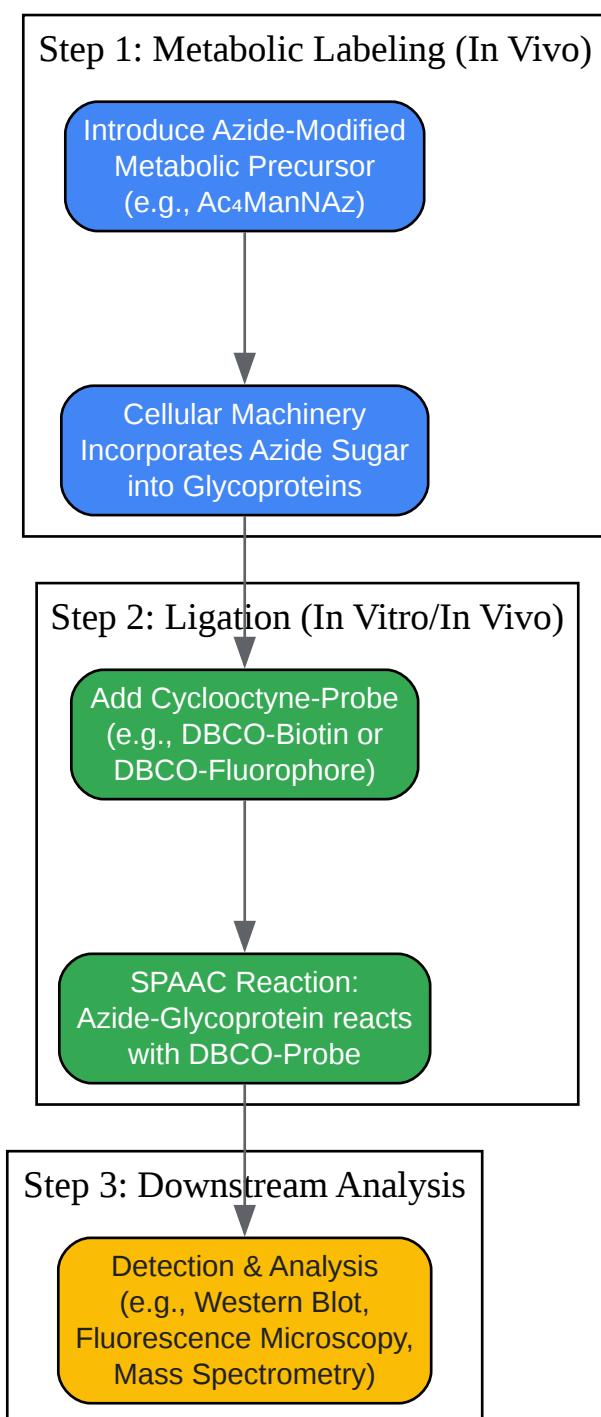 Step 1: Metabolic Labeling (In Vivo)
Introduce Azide-Modified
Metabolic Precursor
(e.g., Ac₄ManNAz)
Cellular Machinery
Incorporates Azide Sugar
into Glycoproteins
Step 2: Ligation (In Vitro/In Vivo)
Add Cyclooctyne-Probe
(e.g., DBCO-Biotin or
DBCO-Fluorophore)
SPAAC Reaction:
Azide-Glycoprotein reacts
with DBCO-Probe
Step 3: Downstream Analysis
Detection & Analysis
(e.g., Western Blot,
Fluorescence Microscopy,
Mass Spectrometry)